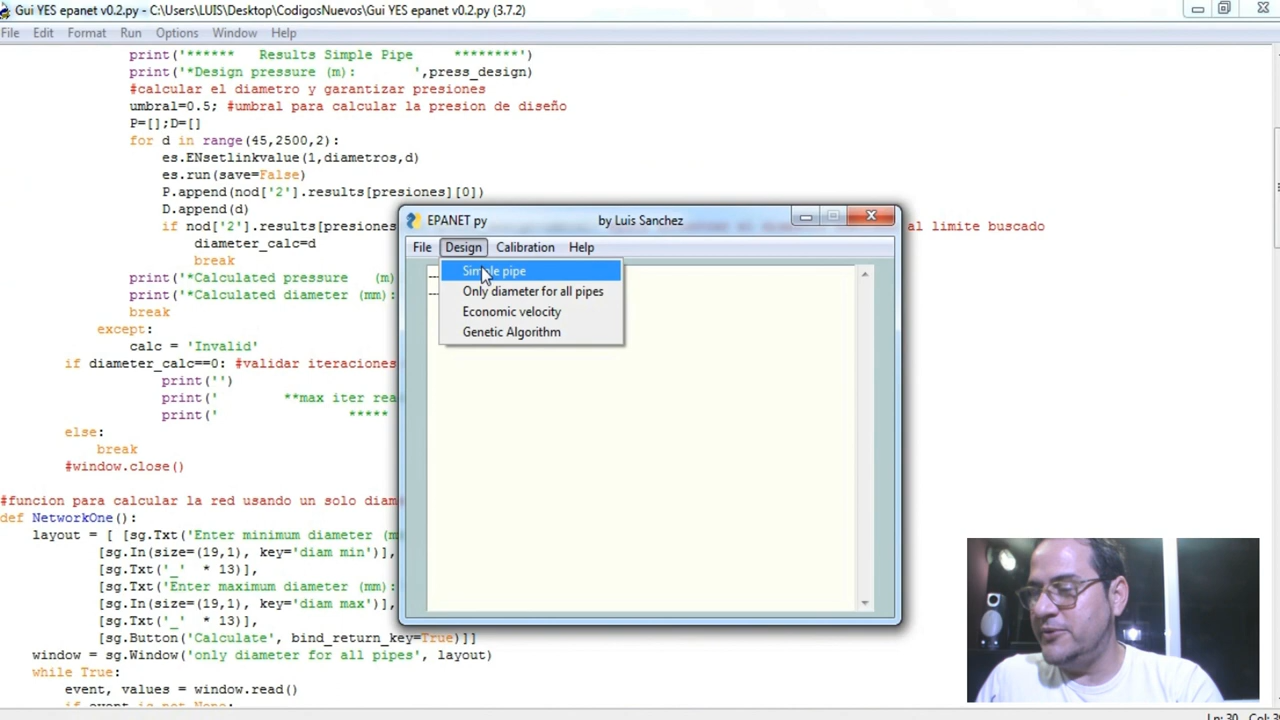 Gui YES epanet v0.2.py - C:\Users\LUIS\Desktop\CodigosNuevos\Gui YES epanet v0.2.py (3.7.2)
File Edit Format Run Options Window Help
print('****** Results Simple Pipe ********')
print('*Design pressure (m): ',press_design)
#calcular el diametro y garantizar presiones
umbral=0.5; #umbral para calcular la presion de diseño
P=[];D=[]
for d in range(45,2500,2):
es.ENsetlinkvalue(1,diametros,d)
es.run(save=False)
P.append(nod['2'].results[presiones][0])
D.append(d)
if nod['2'].results[presiones
al limite buscado
diameter_calc=d
break
print('*Calculated pressure (m)
print('*Calculated diameter (mm):
break
except:
calc = 'Invalid'
if diameter_calc==0: #validar iteraciones
print('')
print(' **max iter rea
print(' *****
else:
break
#window.close()
#funcion para calcular la red usando un solo diam
def NetworkOne():
layout = [ [sg.Txt('Enter minimum diameter (m
[sg.In(size=(19,1), key='diam min')],
[sg.Txt('_' * 13)],
[sg.Txt('Enter maximum diameter (mm):
[sg.In(size=(19,1), key='diam max')],
[sg.Txt('_' * 13)],
[sg.Button('Calculate', bind_return_key=True)]]
window = sg.Window('only diameter for all pipes', layout)
while True:
event, values = window.read()
if event is not None:
EPANET py by Luis Sanchez
File Design Calibration Help
Simple pipe
Only diameter for all pipes
Economic velocity
Genetic Algorithm
Ln: 30 Col: